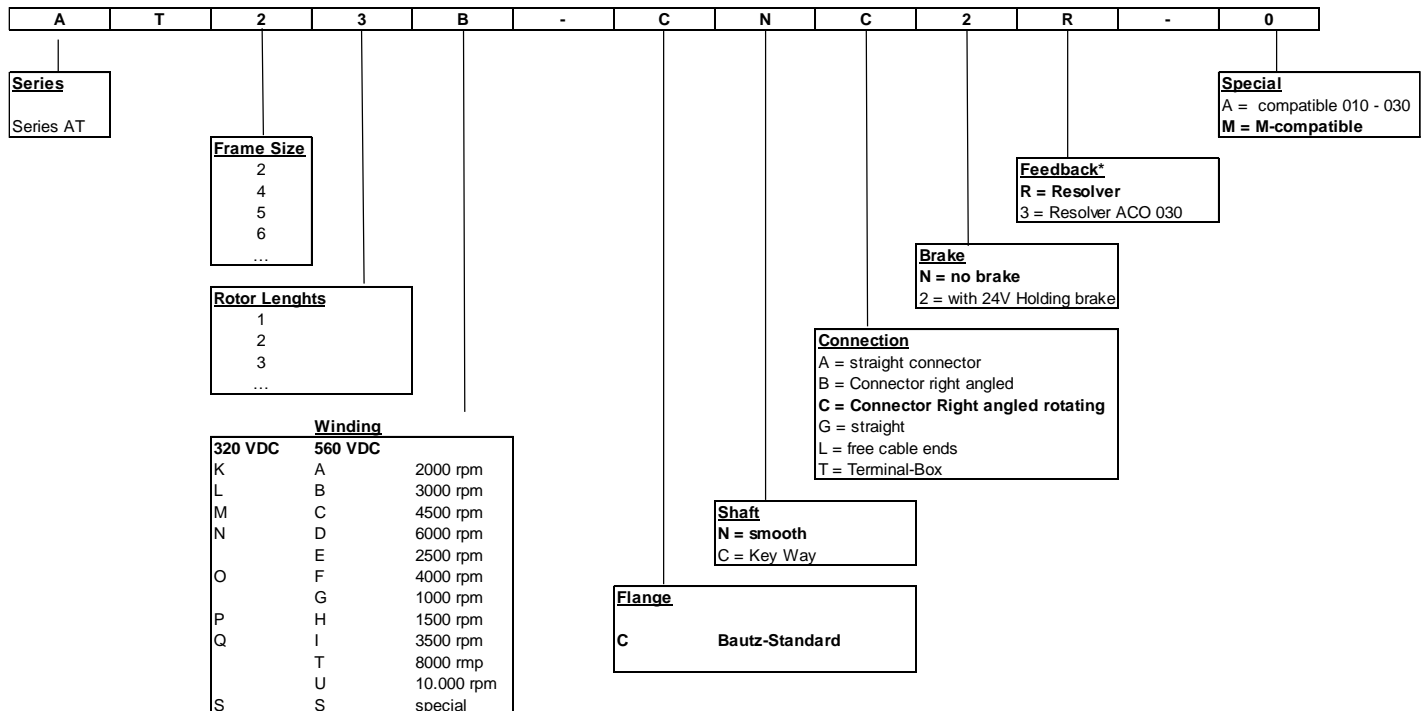 A T 2 3 B - C N C 2 R - 0
Series
Series AT
Special
A = compatible 010 - 030
M = M-compatible
Frame Size
2
4
5
6
…
Feedback*
R = Resolver
3 = Resolver ACO 030
Brake
N = no brake
2 = with 24V Holding brake
Rotor Lenghts
1
2
3
…
Connection
A = straight connector
B = Connector right angled
C = Connector Right angled rotating
G = straight
L = free cable ends
T = Terminal-Box
Winding
320 VDC 560 VDC
K A 2000 rpm
L B 3000 rpm
M C 4500 rpm
N D 6000 rpm
E 2500 rpm
O F 4000 rpm
G 1000 rpm
P H 1500 rpm
Q I 3500 rpm
T 8000 rmp
U 10.000 rpm
S S special
Shaft
N = smooth
C = Key Way
Flange
C Bautz-Standard